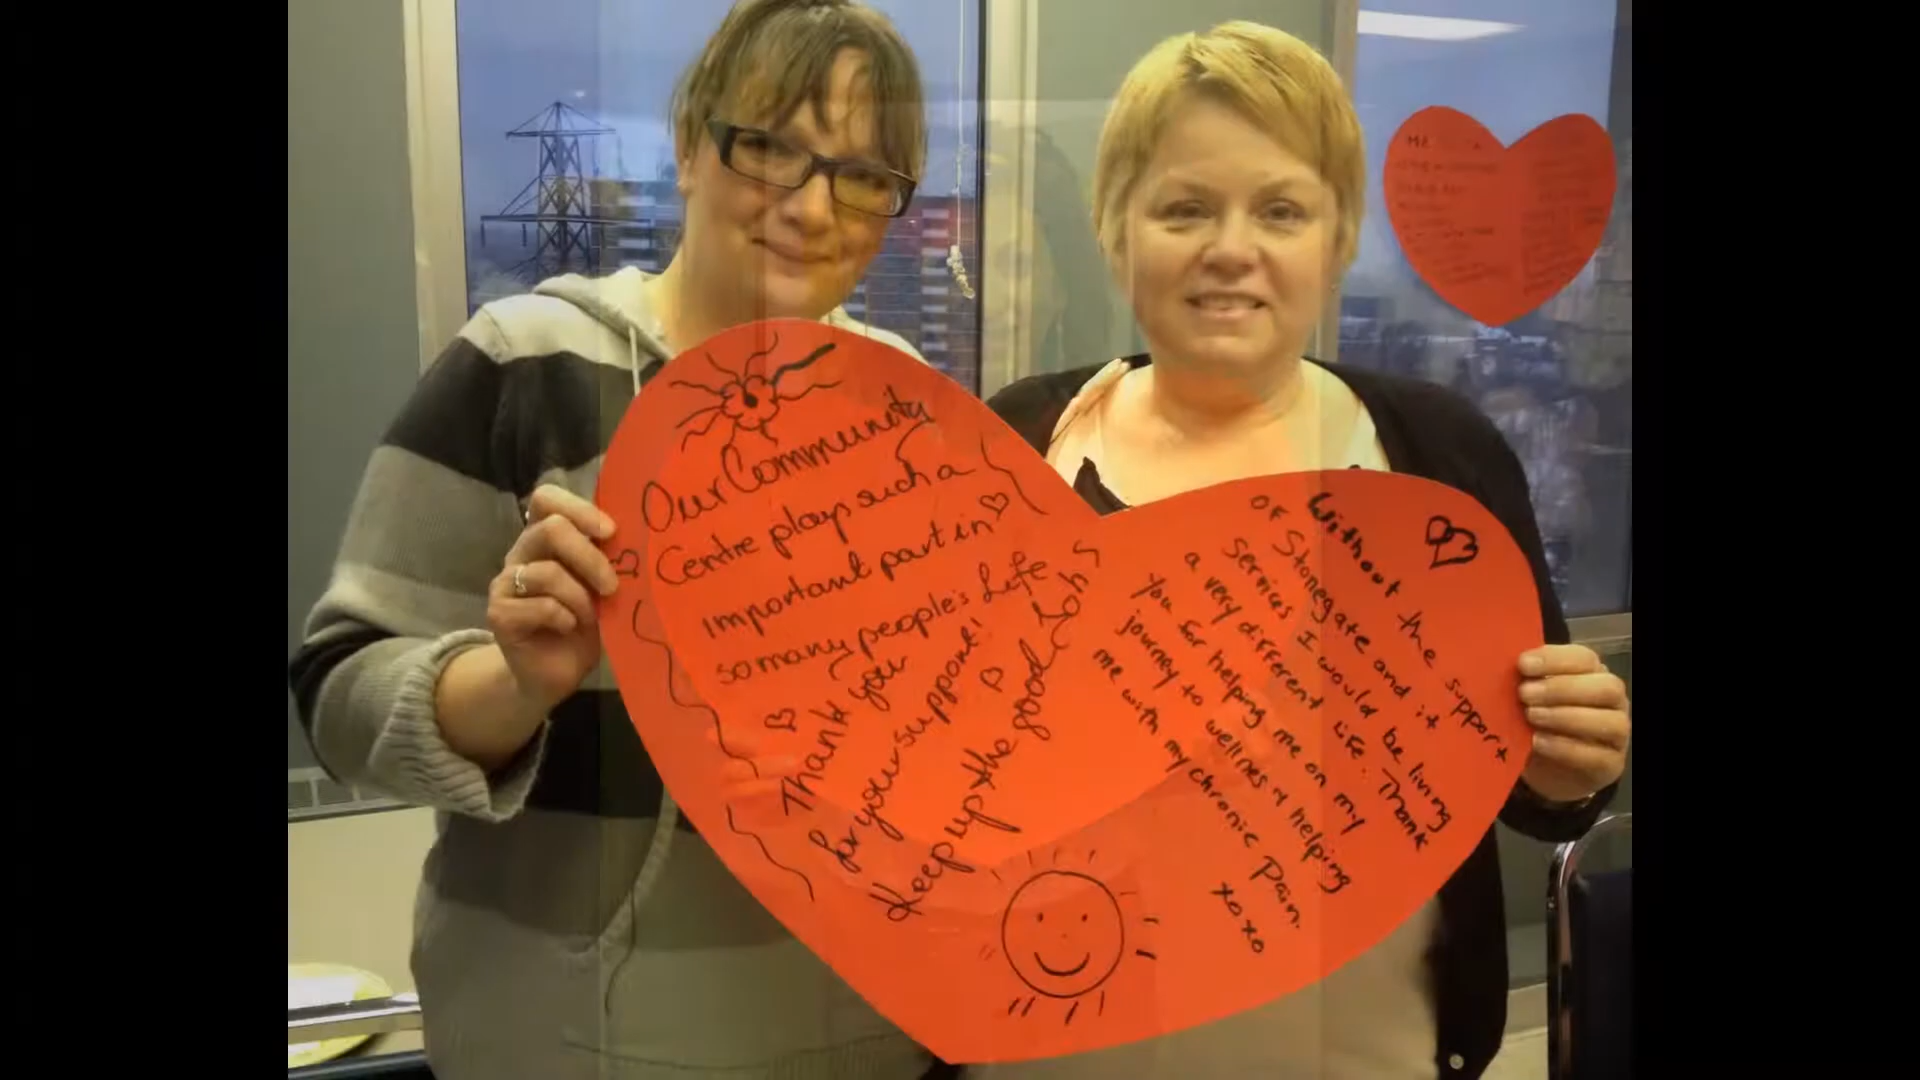 Our Community
Centre plays such a
important part in
so many people's Life
Thank you
for your support!
Keep up the good Job
Without the support
of Stonegate and it
services I would be living
a very different life. Thank
you for helping me on my
journey to wellness & helping
me with my chronic pain.
xoxo